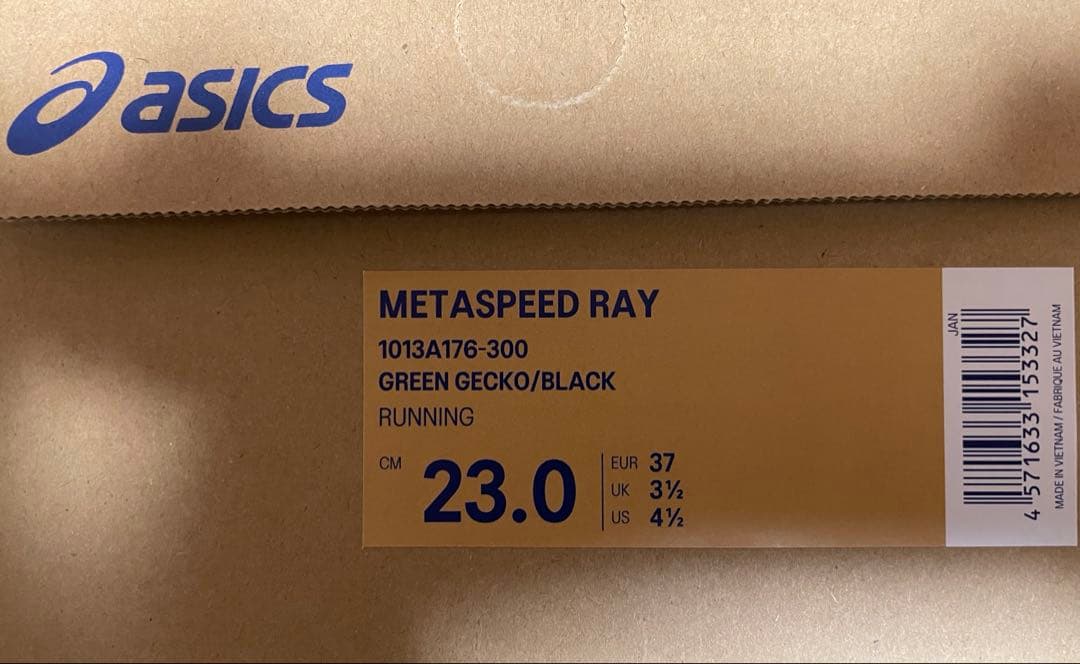 asics
METASPEED RAY
1013A176-300
GREEN GECKO/BLACK
RUNNING
CM 23.0
EUR 37
UK 3½
US 4½
JAN
4 571633 153327
MADE IN VIETNAM / FABRIQUE AU VIETNAM